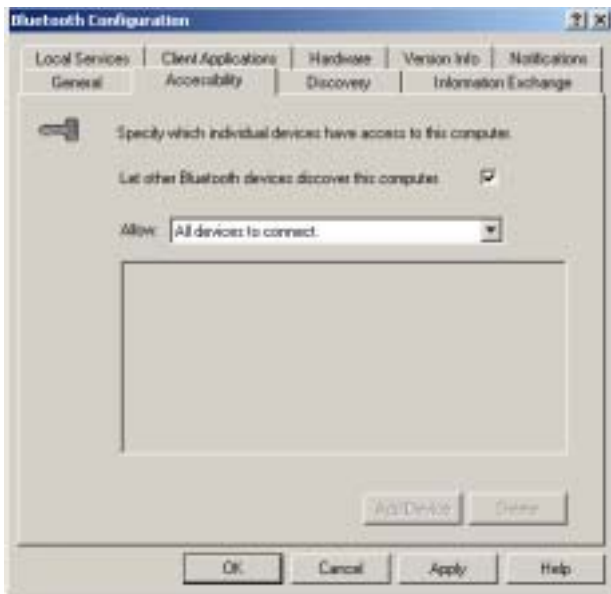 Bluetooth Configuration
Local Services Client Applications Hardware Version Info Notifications
General Accessibility Discovery Information Exchange
Specify which individual devices have access to this computer.
Let other Bluetooth devices discover this computer
Allow: All devices to connect.
Add Device Delete
OK Cancel Apply Help